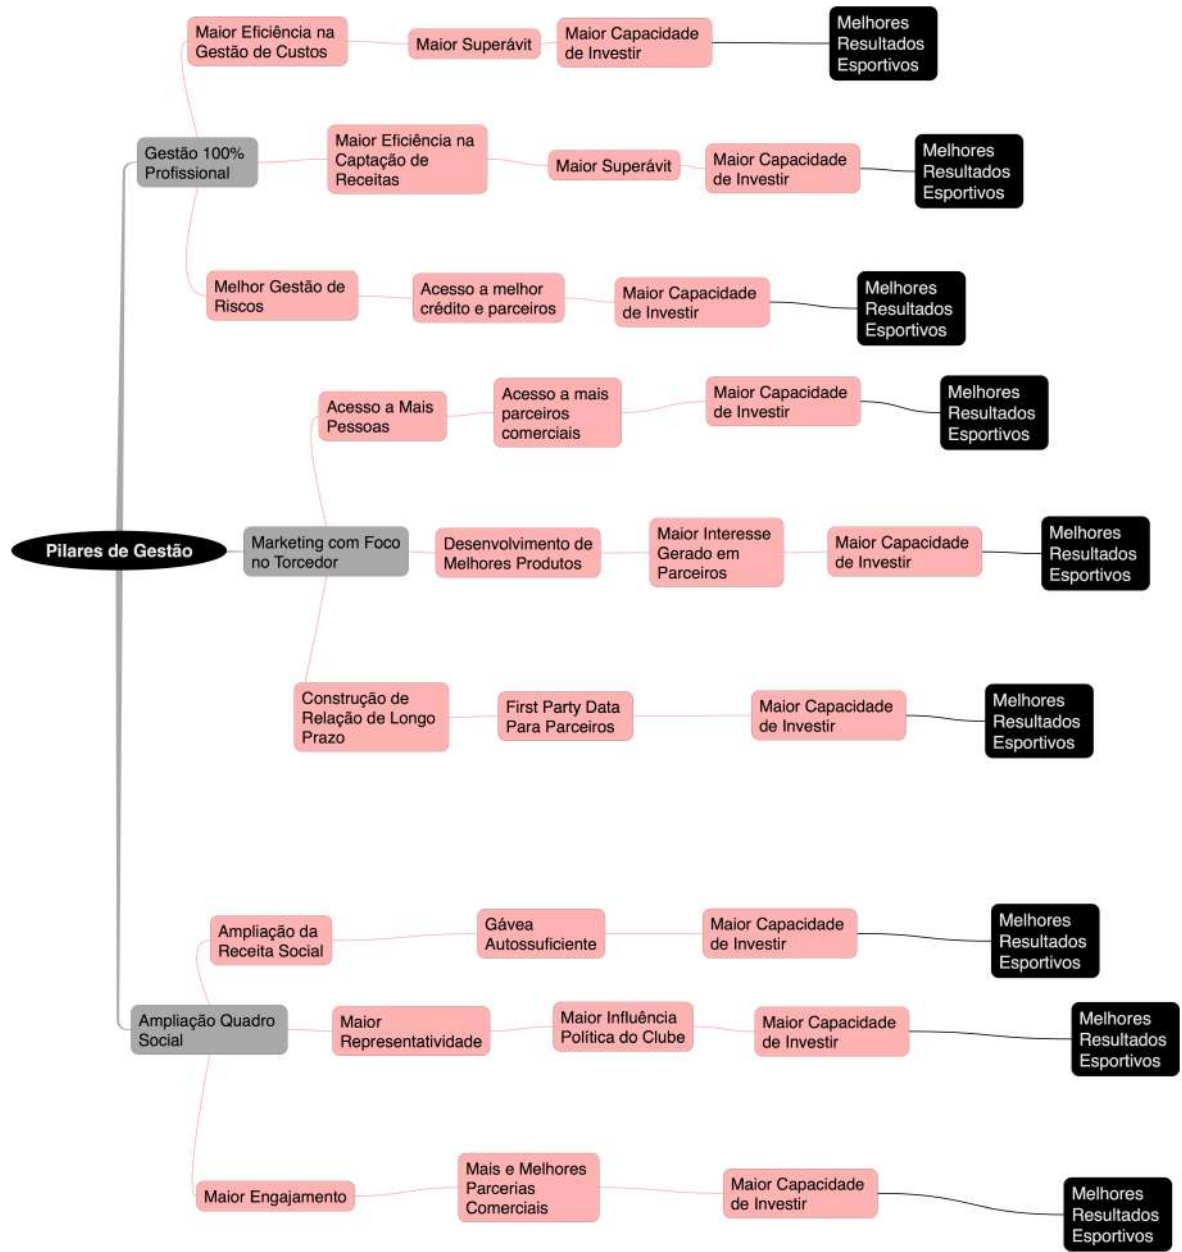 Maior Eficiência na
Gestão de Custos
Maior Superávit
Maior Capacidade
de Investir
Melhores
Resultados
Esportivos
Gestão 100%
Profissional
Maior Eficiência na
Captação de
Receitas
Maior Superávit
Maior Capacidade
de Investir
Melhores
Resultados
Esportivos
Melhor Gestão de
Riscos
Acesso a melhor
crédito e parceiros
Maior Capacidade
de Investir
Melhores
Resultados
Esportivos
Acesso a Mais
Pessoas
Acesso a mais
parceiros
comerciais
Maior Capacidade
de Investir
Melhores
Resultados
Esportivos
Pilares de Gestão
Marketing com Foco
no Torcedor
Desenvolvimento de
Melhores Produtos
Maior Interesse
Gerado em
Parceiros
Maior Capacidade
de Investir
Melhores
Resultados
Esportivos
Construção de
Relação de Longo
Prazo
First Party Data
Para Parceiros
Maior Capacidade
de Investir
Melhores
Resultados
Esportivos
Ampliação da
Receita Social
Gávea
Autossuficiente
Maior Capacidade
de Investir
Melhores
Resultados
Esportivos
Ampliação Quadro
Social
Maior
Representatividade
Maior Influência
Política do Clube
Maior Capacidade
de Investir
Melhores
Resultados
Esportivos
Maior Engajamento
Mais e Melhores
Parcerias
Comerciais
Maior Capacidade
de Investir
Melhores
Resultados
Esportivos